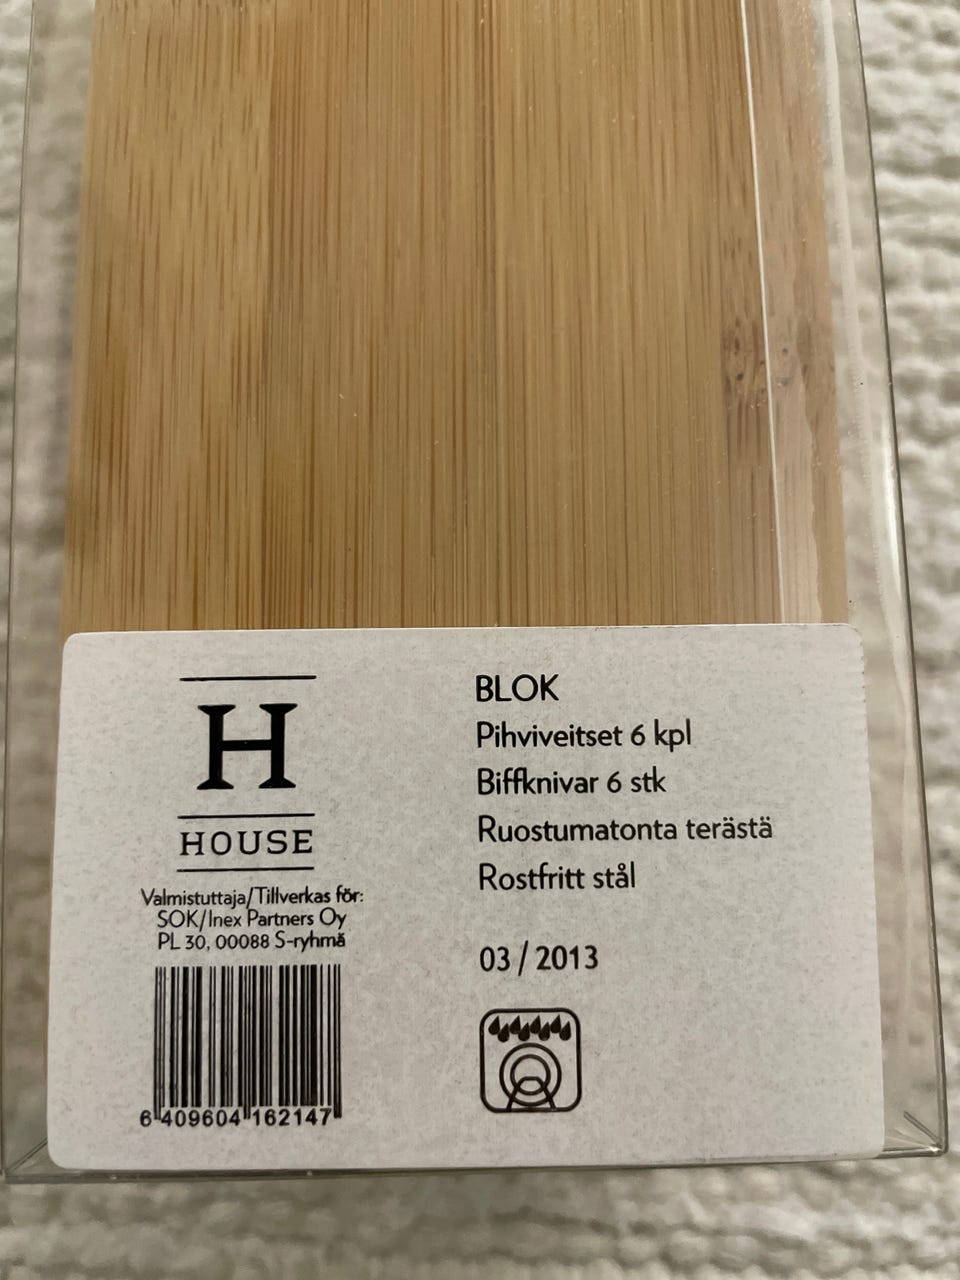 H
HOUSE
Valmistuttaja/Tillverkas för:
SOK/Inex Partners Oy
PL 30, 00088 S-ryhmä
6 409604 162147
BLOK
Pihviveitset 6 kpl
Biffknivar 6 stk
Ruostumatonta terästä
Rostfritt stål
03 / 2013